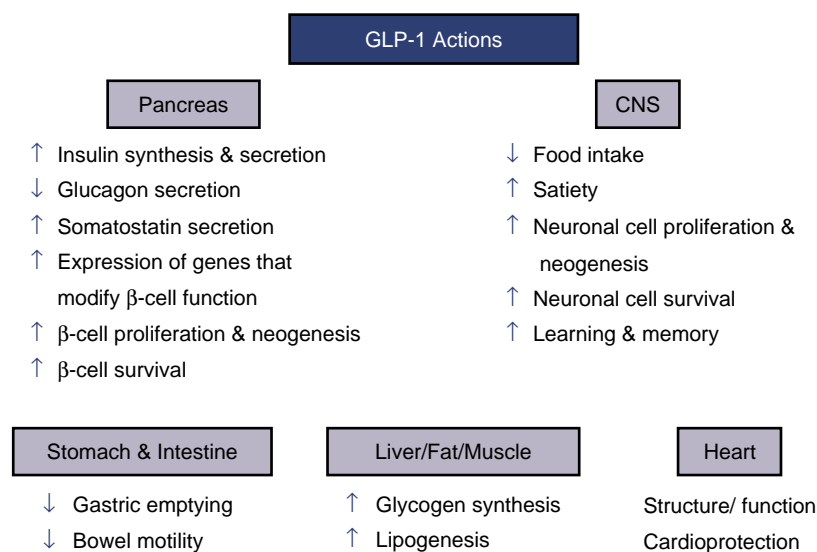 GLP-1 Actions
Pancreas
↑ Insulin synthesis & secretion
↓ Glucagon secretion
↑ Somatostatin secretion
↑ Expression of genes that
modify β-cell function
↑ β-cell proliferation & neogenesis
↑ β-cell survival
CNS
↓ Food intake
↑ Satiety
↑ Neuronal cell proliferation &
neogenesis
↑ Neuronal cell survival
↑ Learning & memory
Stomach & Intestine
↓ Gastric emptying
↓ Bowel motility
Liver/Fat/Muscle
↑ Glycogen synthesis
↑ Lipogenesis
Heart
Structure/ function
Cardioprotection